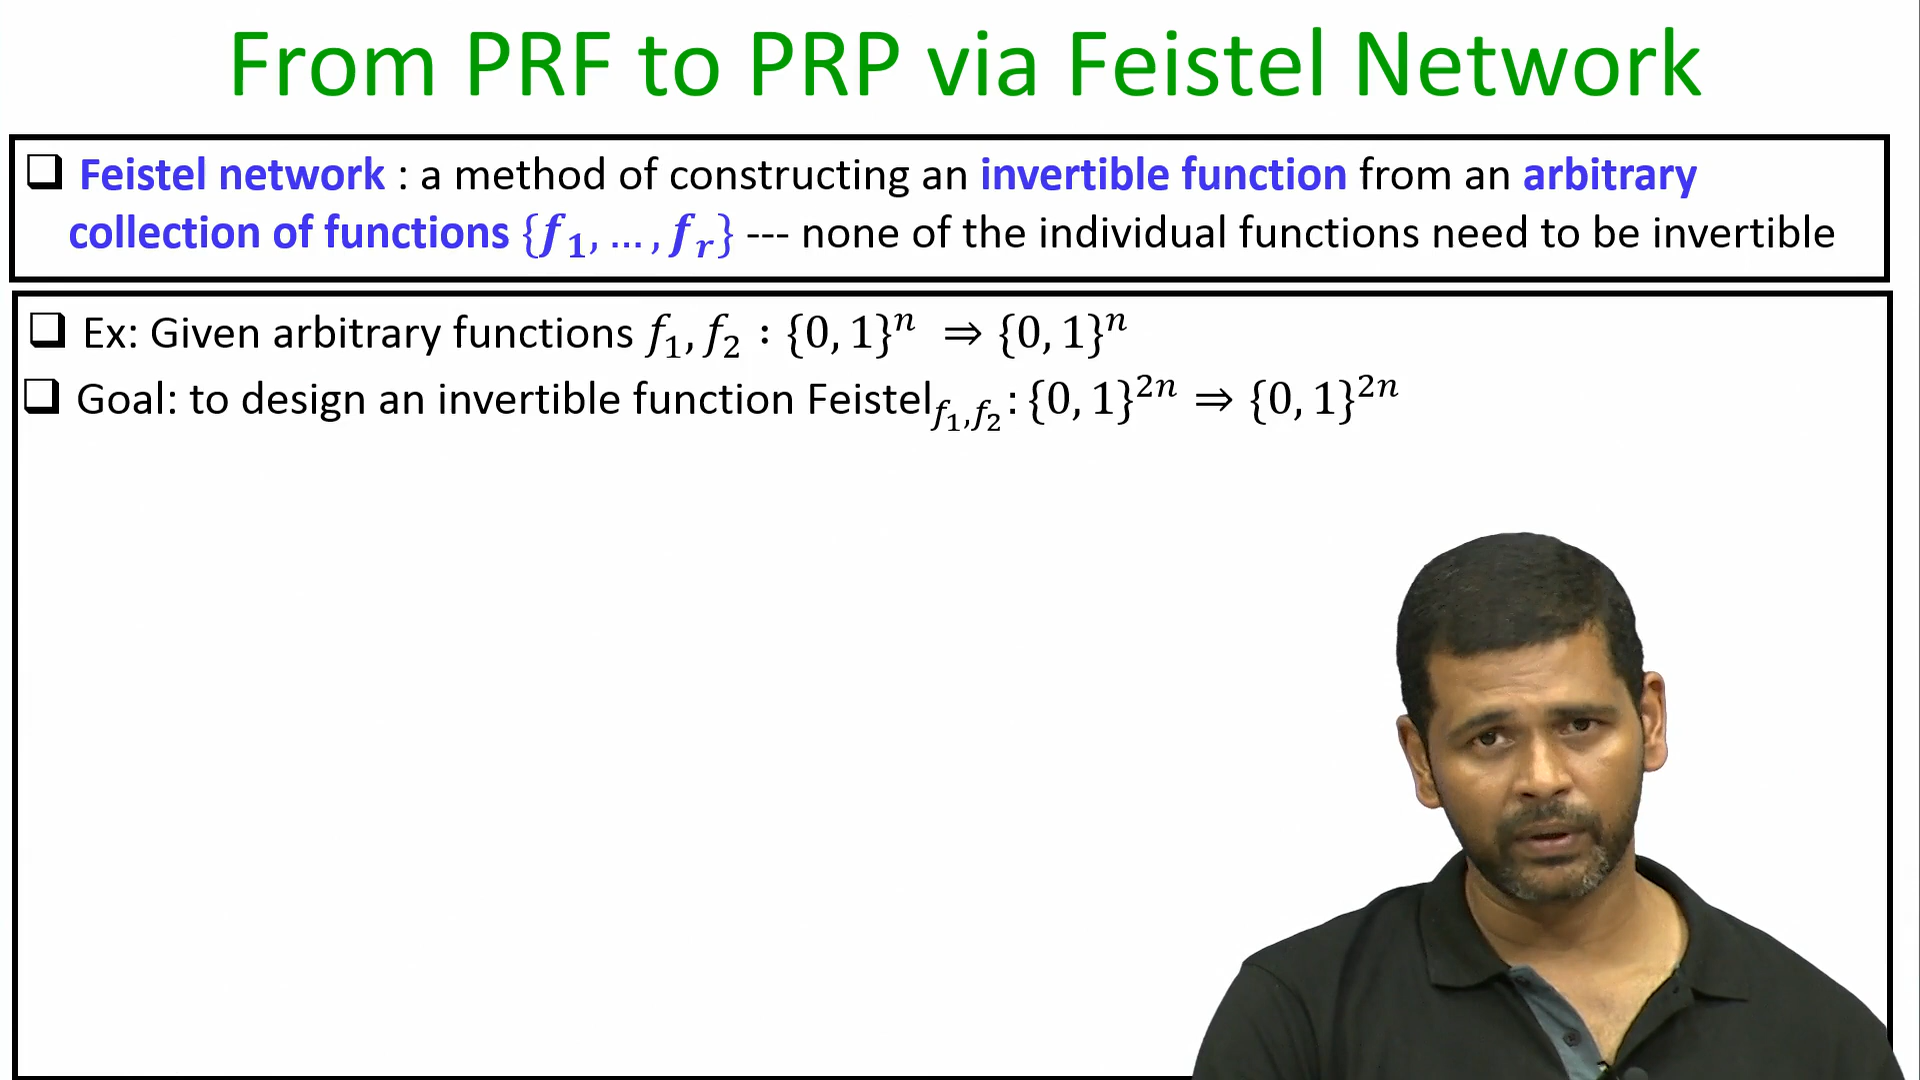 From PRF to PRP via Feistel Network
❑ Feistel network : a method of constructing an invertible function from an arbitrary
collection of functions {𝒇₁, … , 𝒇ᵣ} --- none of the individual functions need to be invertible
❑ Ex: Given arbitrary functions 𝑓₁, 𝑓₂ : {0, 1}ⁿ ⇒ {0, 1}ⁿ
❑ Goal: to design an invertible function Feistel_{𝑓₁,𝑓₂}: {0, 1}²ⁿ ⇒ {0, 1}²ⁿ